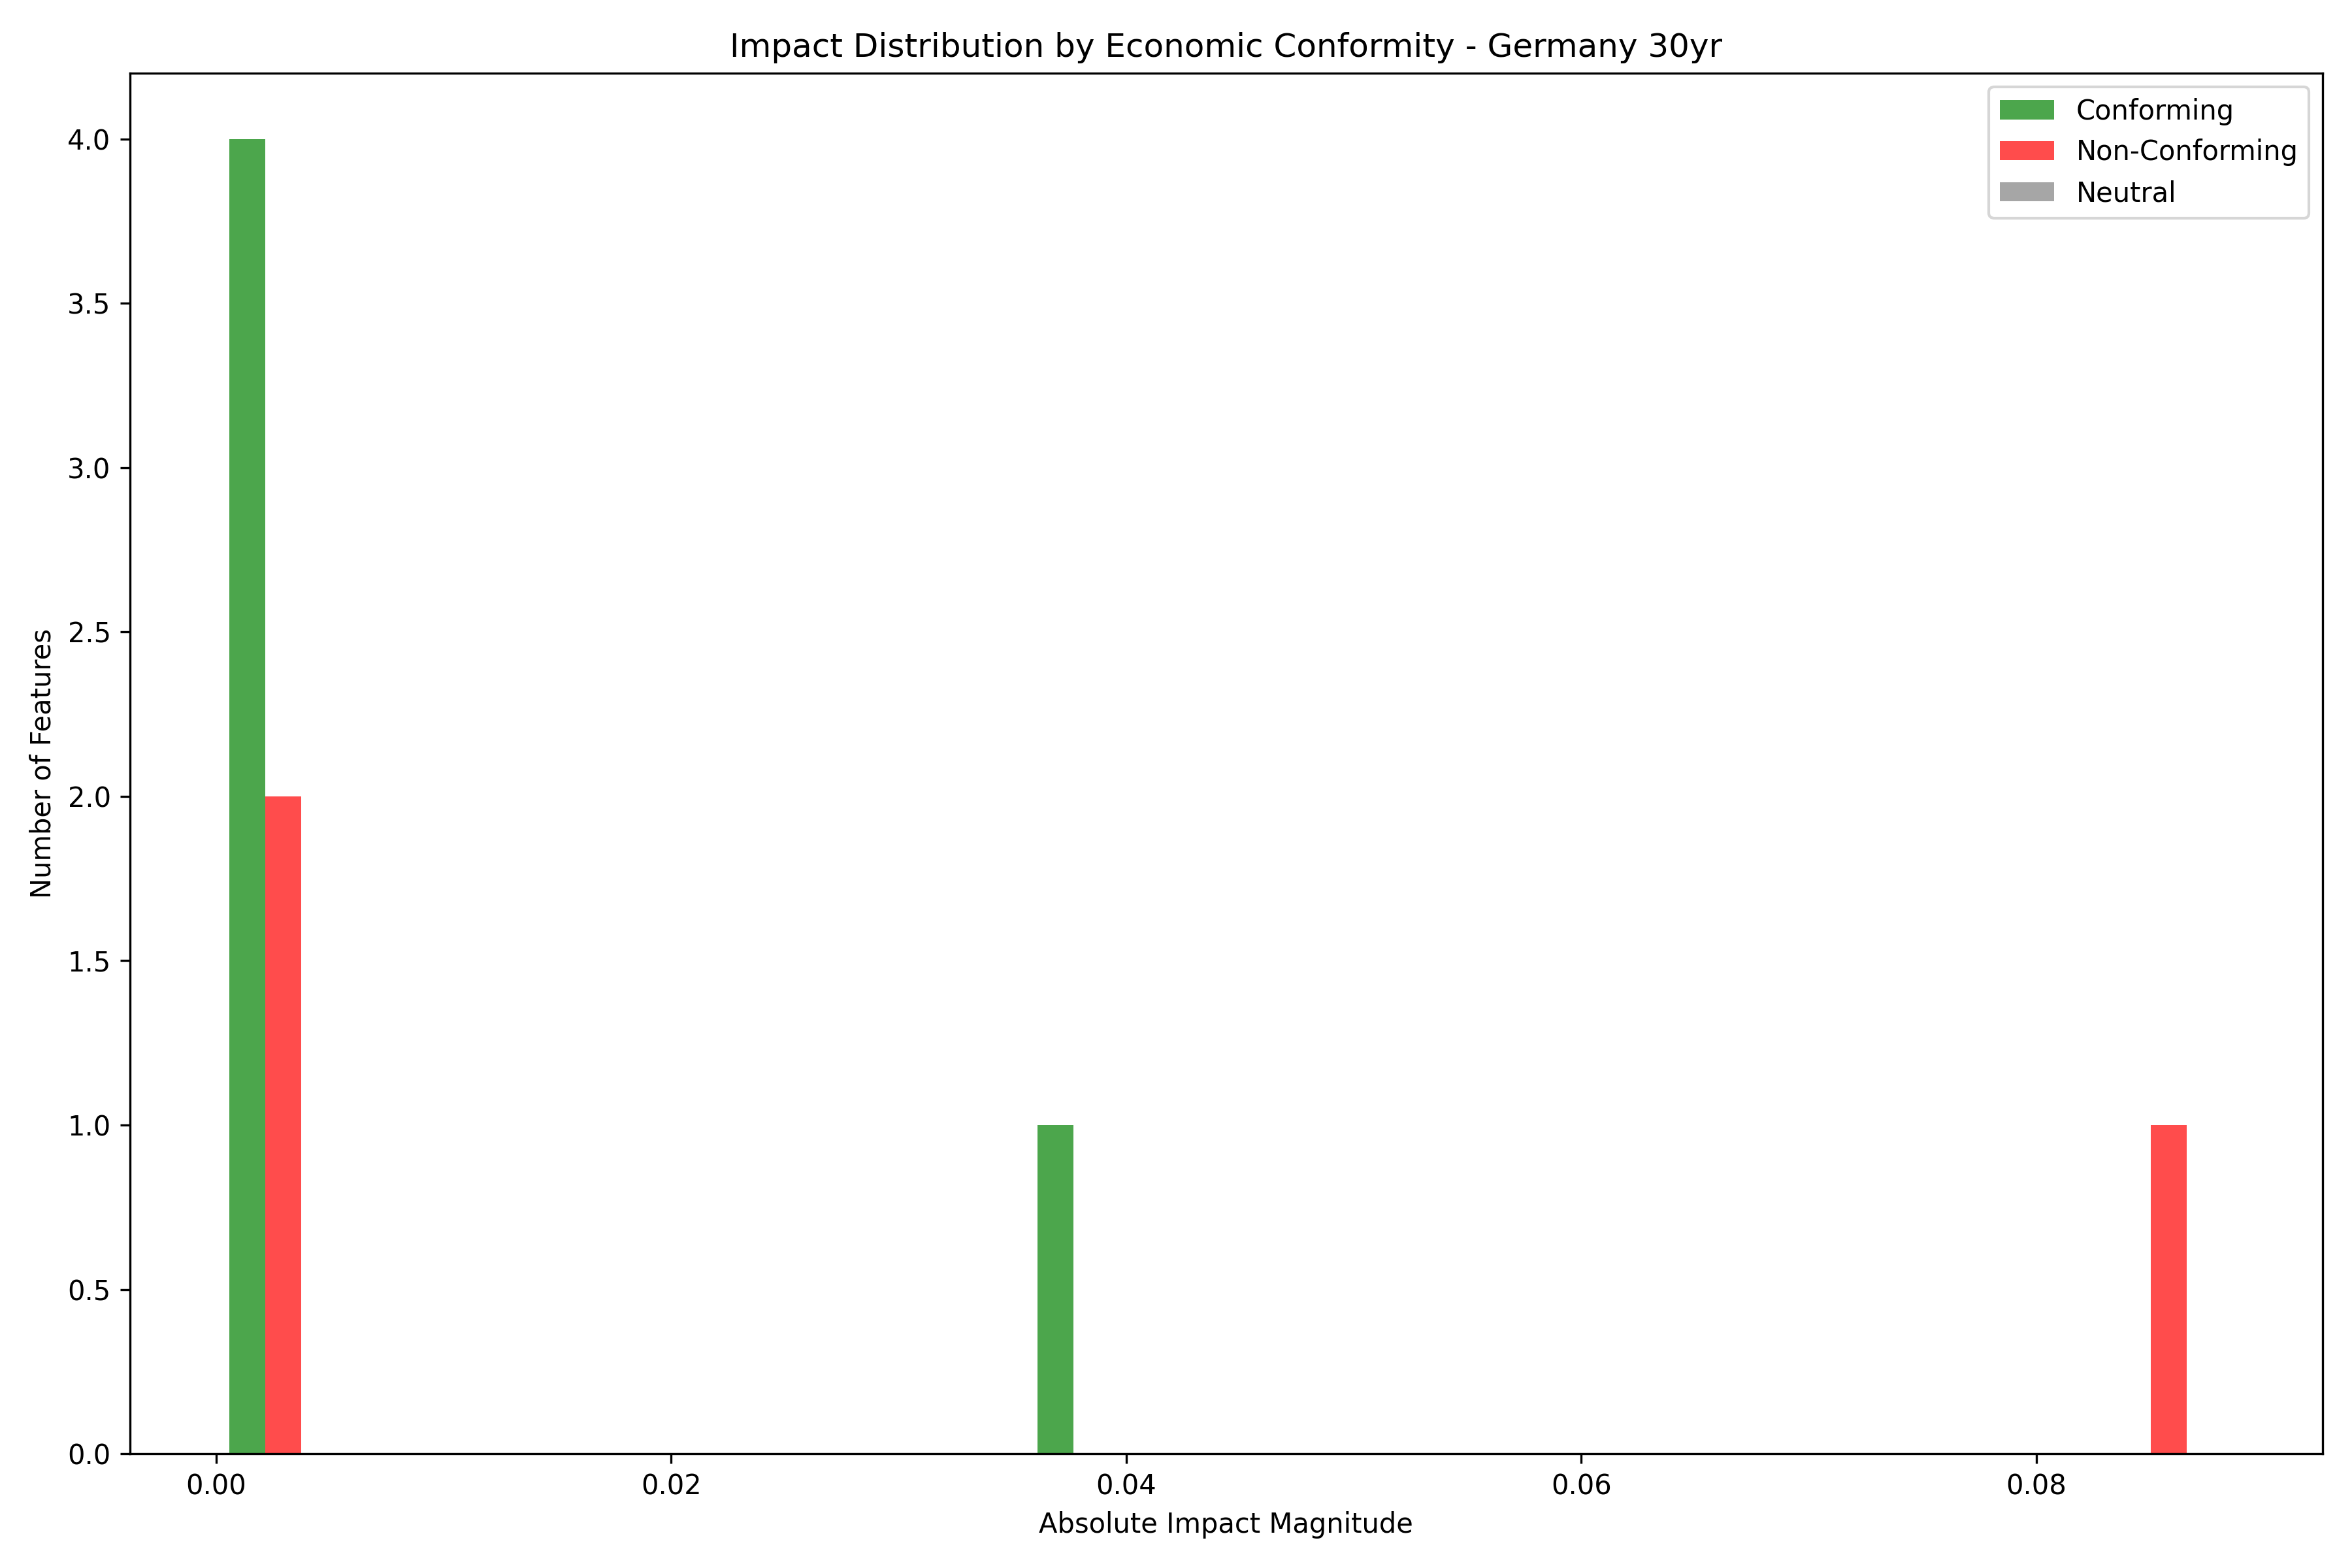 Impact Distribution by Economic Conformity - Germany 30yr
Conforming
Non-Conforming
Neutral
4.0
3.5
3.0
2.5
2.0
1.5
1.0
0.5
0.0
Number of Features
0.00
0.02
0.04
0.06
0.08
Absolute Impact Magnitude